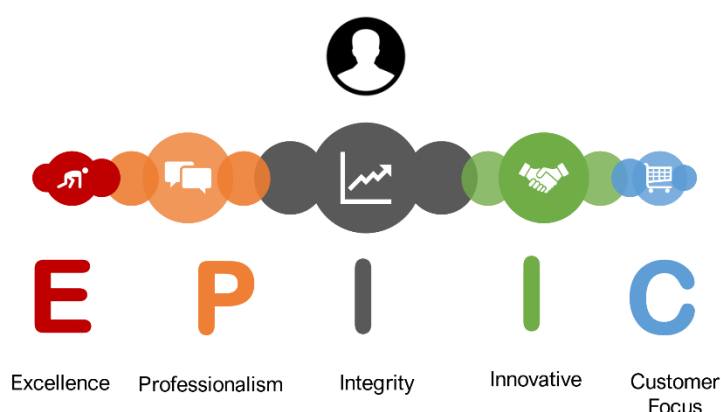 E P I I C
Excellence Professionalism Integrity Innovative Customer
Focus